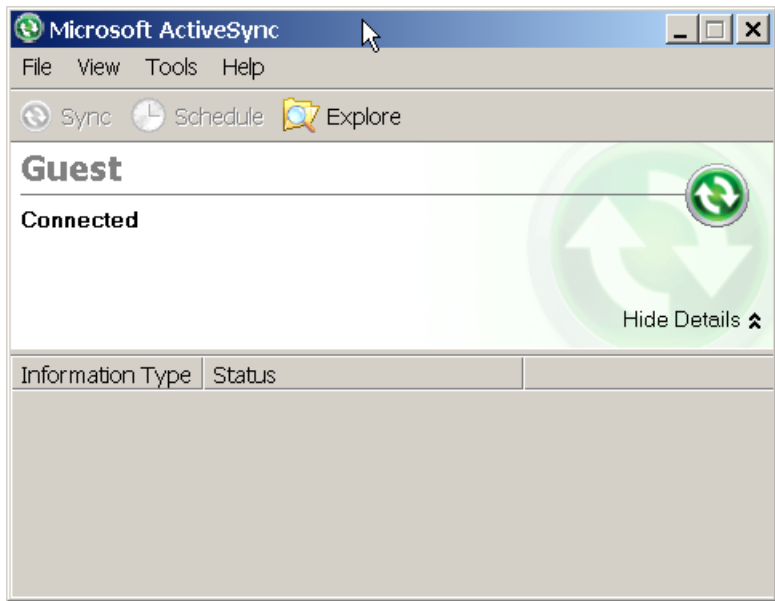 Microsoft ActiveSync
File View Tools Help
Sync Schedule Explore
Guest
Connected
Hide Details
Information Type Status